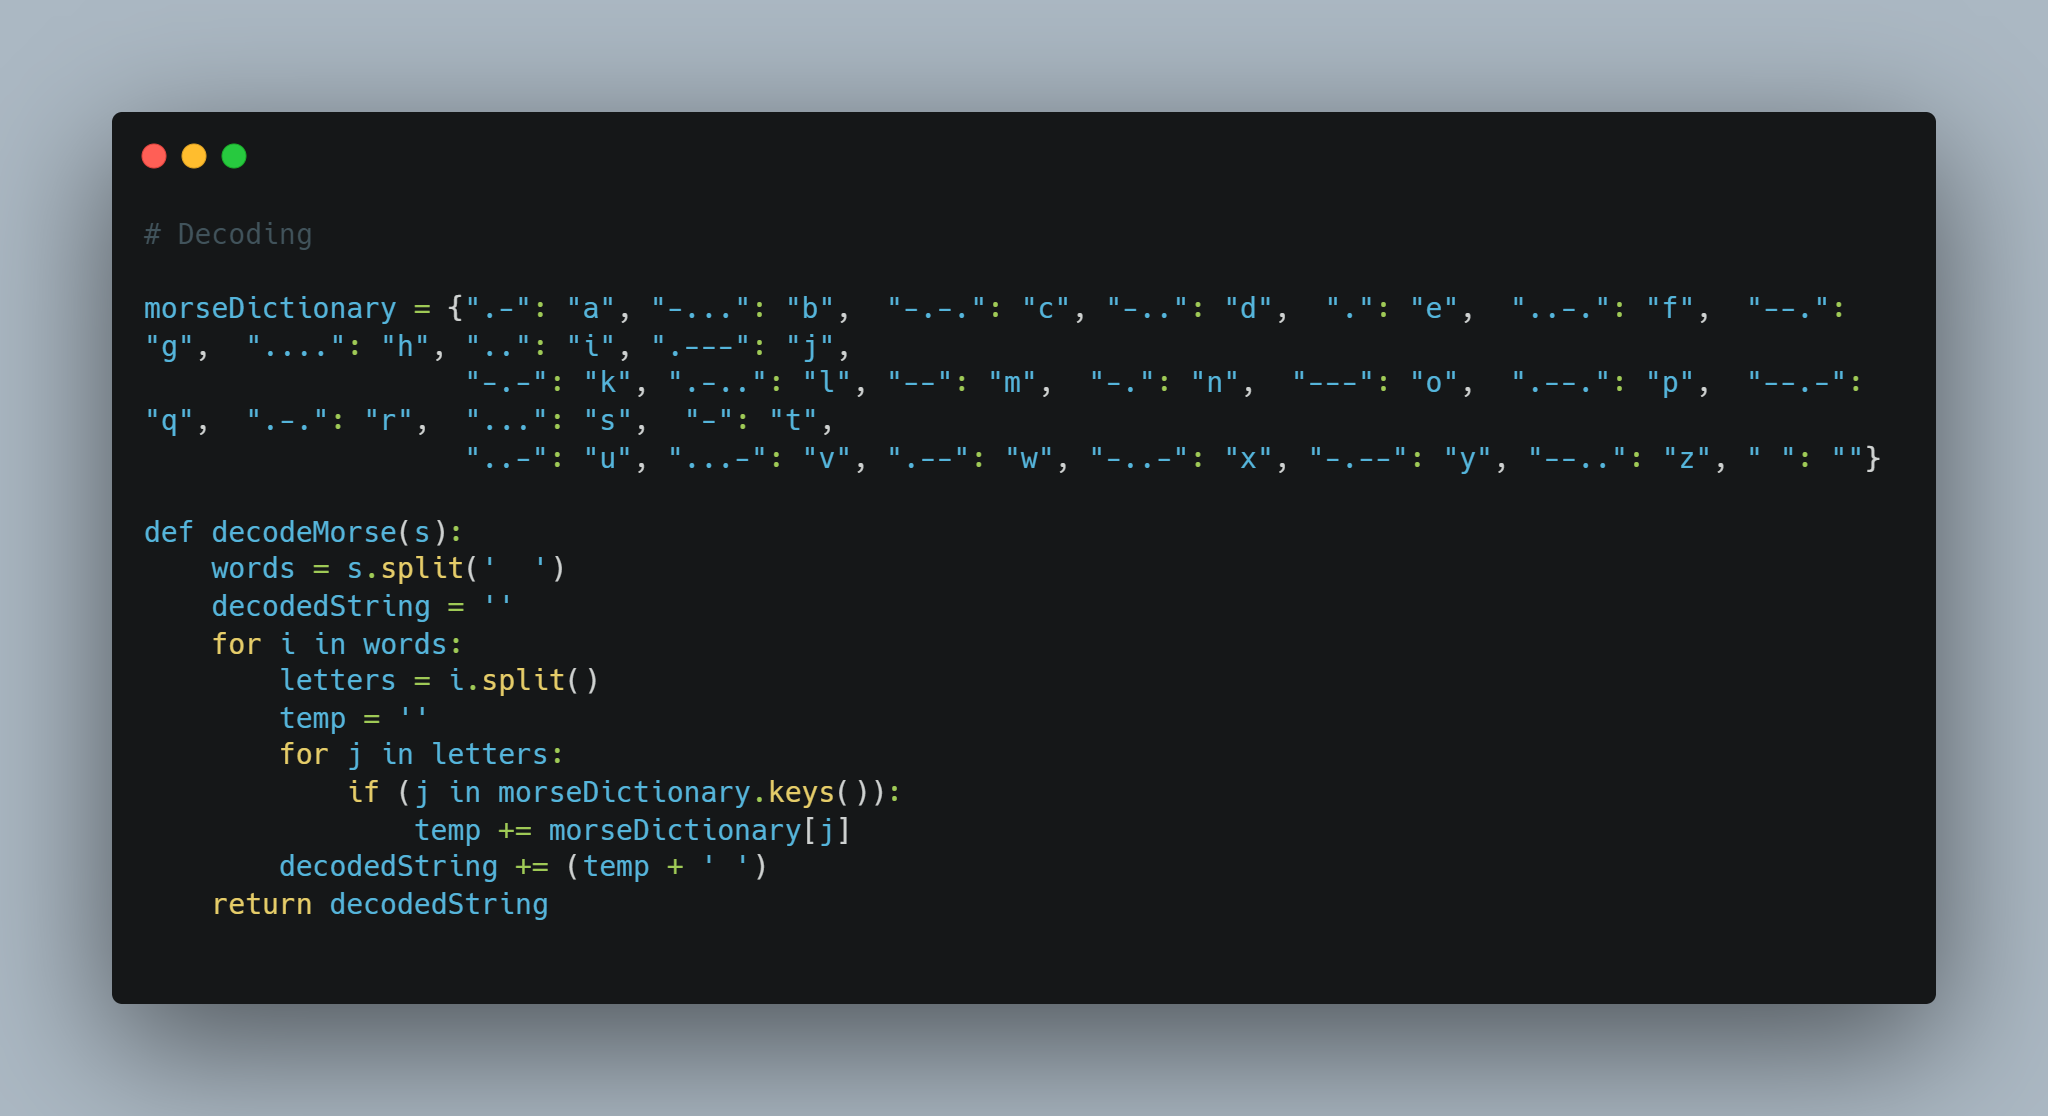 # Decoding

morseDictionary = {".-": "a", "-...": "b",  "-.-.": "c", "-..": "d",  ".": "e",  "..-.": "f",  "--.":
"g",  "....": "h", "..": "i", ".---": "j",
                   "-.-": "k", ".-..": "l", "--": "m",  "-.": "n",  "---": "o",  ".--.": "p",  "--.-":
"q",  ".-.": "r",  "...": "s",  "-": "t",
                   "..-": "u", "...-": "v", ".--": "w", "-..-": "x", "-.--": "y", "--..": "z", " ": ""}

def decodeMorse(s):
    words = s.split('  ')
    decodedString = ''
    for i in words:
        letters = i.split()
        temp = ''
        for j in letters:
            if (j in morseDictionary.keys()):
                temp += morseDictionary[j]
        decodedString += (temp + ' ')
    return decodedString